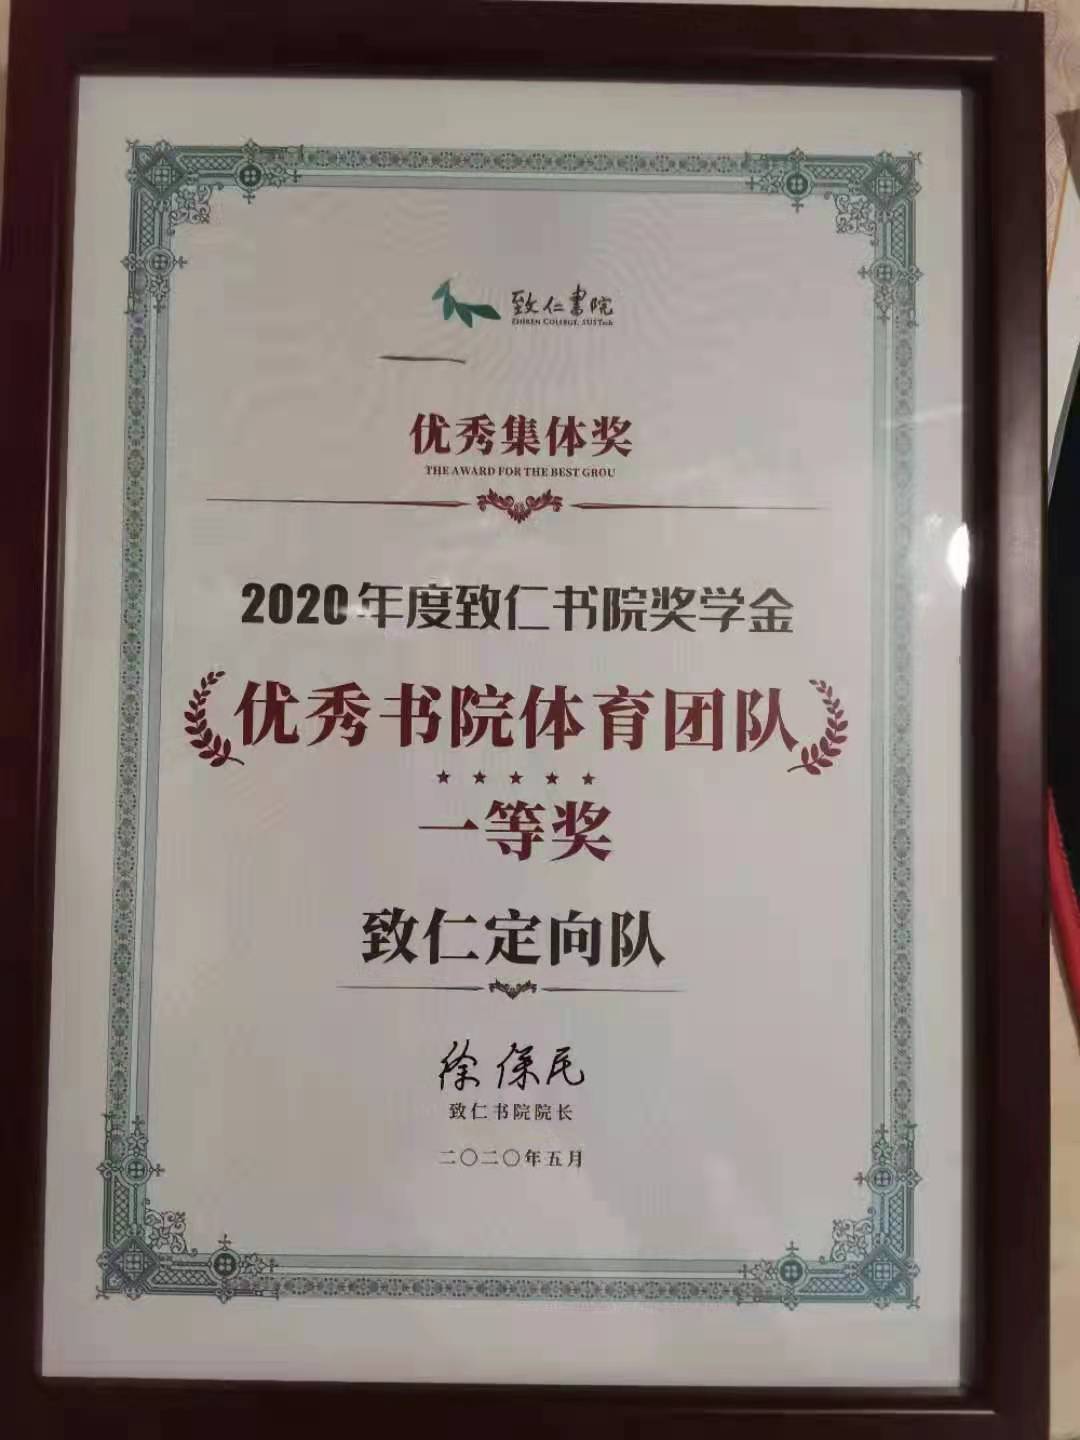 致仁書院
ZHIREN COLLEGE, SUSTech
优秀集体奖
THE AWARD FOR THE BEST GROU
2020年度致仁书院奖学金
优秀书院体育团队
一等奖
致仁定向队
徐保民
致仁书院院长
二〇二〇年五月